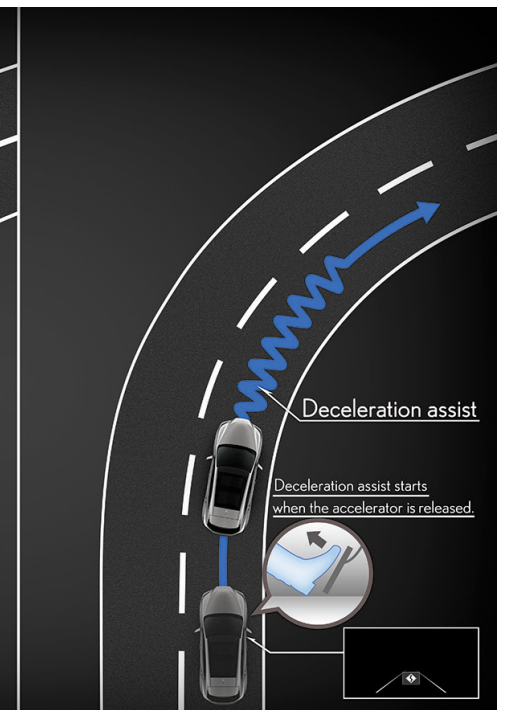 Deceleration assist
Deceleration assist starts
when the accelerator is released.